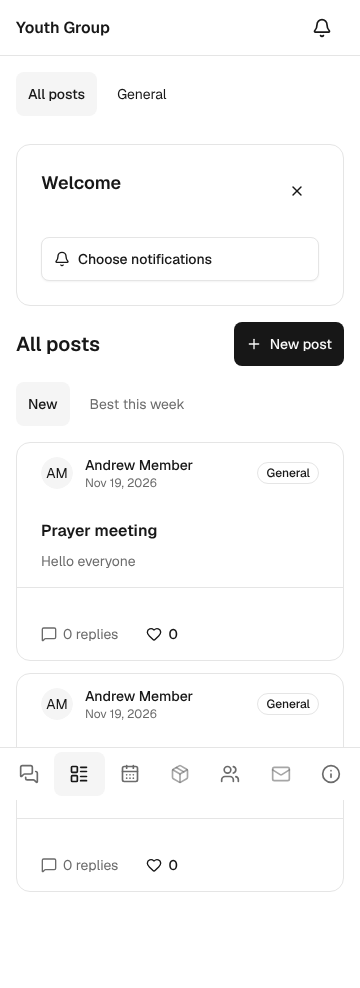 Youth Group
All posts
General
Welcome
Choose notifications
All posts
New post
New
Best this week
AM
Andrew Member
Nov 19, 2026
General
Prayer meeting
Hello everyone
0 replies
0
AM
Andrew Member
Nov 19, 2026
General
0 replies
0